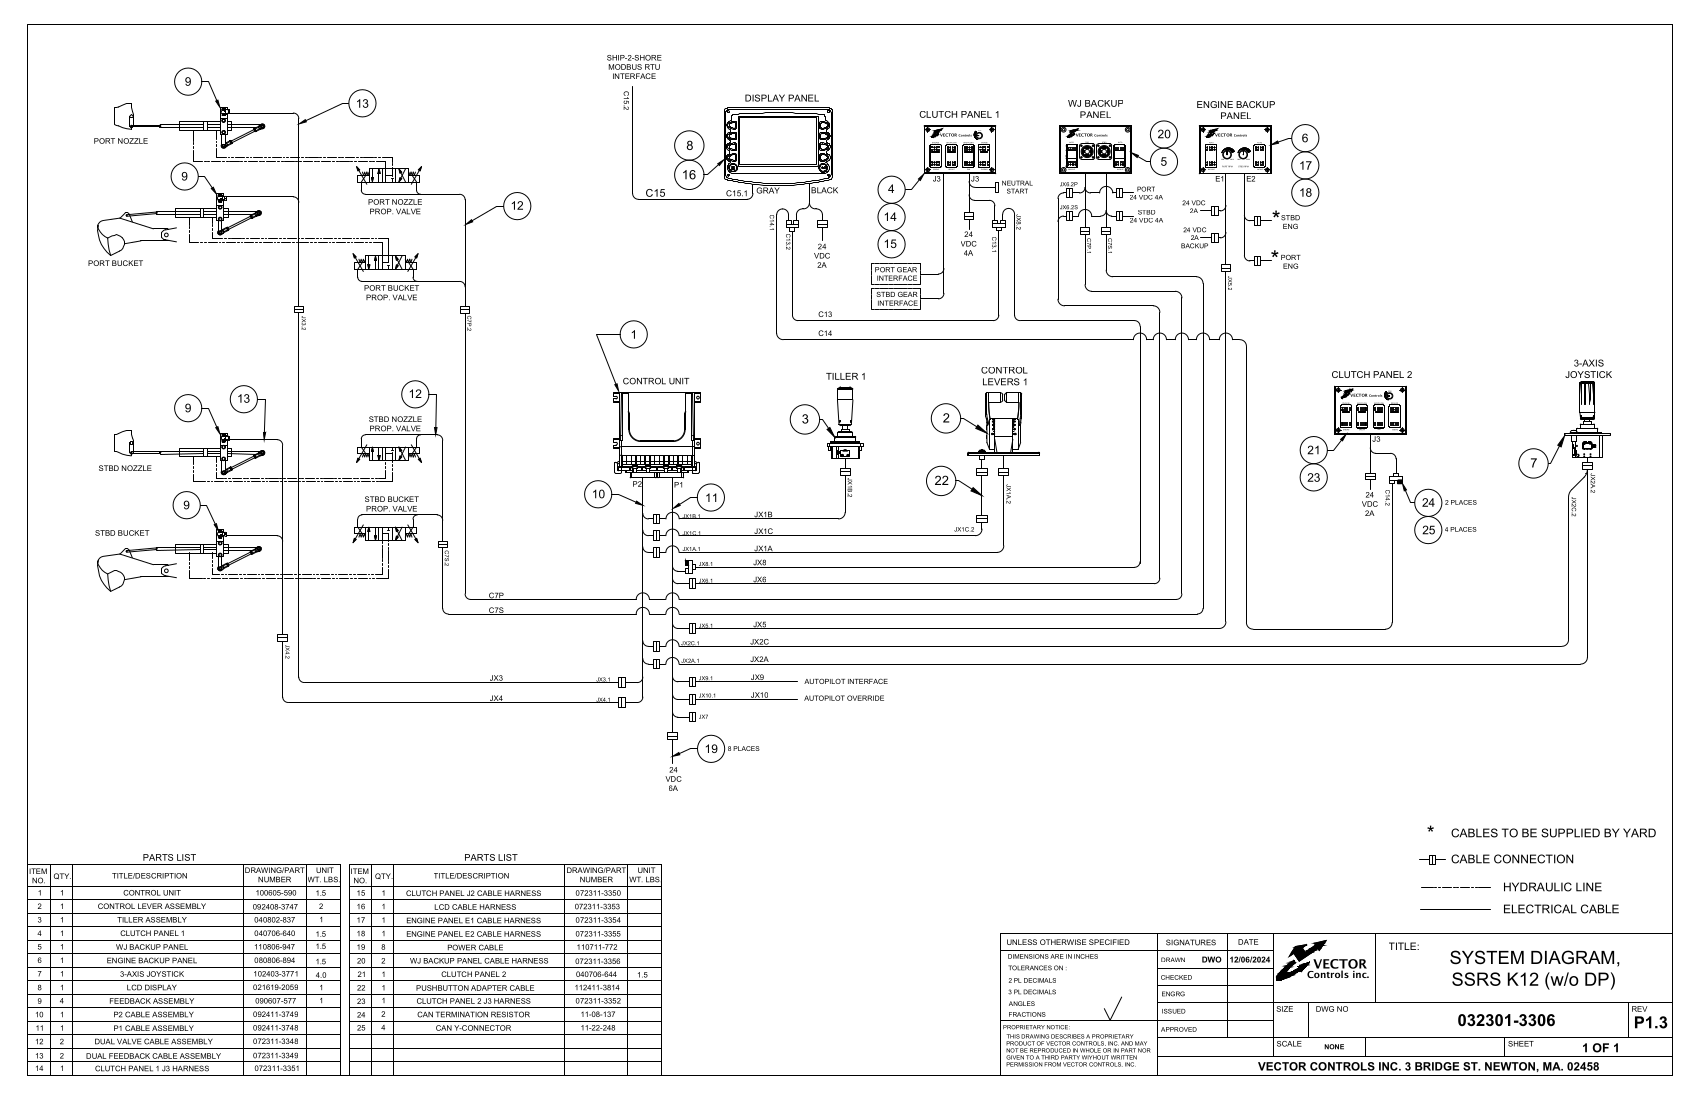 SHIP-2-SHORE
MODBUS RTU
INTERFACE
C15.2
C15
C15.1
DISPLAY PANEL
GRAY
BLACK
8
16
C14.1
C13.2
24
VDC
2A
CLUTCH PANEL 1
VECTOR Controls
J3
J3
NEUTRAL
START
4
14
15
24
VDC
4A
C13.1
JX8.2
PORT GEAR
INTERFACE
STBD GEAR
INTERFACE
C13
C14
WJ BACKUP
PANEL
VECTOR Controls
20
5
JX6.2P
JX6.2S
PORT
24 VDC 4A
STBD
24 VDC 4A
C7P.1
C7S.1
ENGINE BACKUP
PANEL
VECTOR Controls
6
17
18
E1
E2
24 VDC
2A
24 VDC
2A
BACKUP
* STBD
ENG
* PORT
ENG
JX5.2
9
13
PORT NOZZLE
9
PORT NOZZLE
PROP. VALVE
12
PORT BUCKET
PORT BUCKET
PROP. VALVE
JX3.2
C7P.2
9
13
12
STBD NOZZLE
PROP. VALVE
STBD NOZZLE
9
STBD BUCKET
PROP. VALVE
STBD BUCKET
C7S.2
JX4.2
1
CONTROL UNIT
P2
P1
10
11
TILLER 1
3
JX1B.2
CONTROL
LEVERS 1
2
22
JX1A.2
JX1C.2
CLUTCH PANEL 2
VECTOR Controls
J3
21
23
24
VDC
2A
C14.2
24
2 PLACES
25
4 PLACES
3-AXIS
JOYSTICK
7
JX2A.2
JX2C.2
JX1B.1
JX1B
JX1C.1
JX1C
JX1A.1
JX1A
JX8.1
JX8
JX6.1
JX6
C7P
C7S
JX5.1
JX5
JX2C.1
JX2C
JX2A.1
JX2A
JX3
JX3.1
JX9.1
JX9
AUTOPILOT INTERFACE
JX4
JX4.1
JX10.1
JX10
AUTOPILOT OVERRIDE
JX7
19
8 PLACES
24
VDC
6A
* CABLES TO BE SUPPLIED BY YARD
CABLE CONNECTION
HYDRAULIC LINE
ELECTRICAL CABLE
PARTS LIST
ITEM NO. QTY. TITLE/DESCRIPTION DRAWING/PART NUMBER UNIT WT. LBS.
1 1 CONTROL UNIT 100605-590 1.5
2 1 CONTROL LEVER ASSEMBLY 092408-3747 2
3 1 TILLER ASSEMBLY 040802-837 1
4 1 CLUTCH PANEL 1 040706-640 1.5
5 1 WJ BACKUP PANEL 110806-947 1.5
6 1 ENGINE BACKUP PANEL 080806-894 1.5
7 1 3-AXIS JOYSTICK 102403-3771 4.0
8 1 LCD DISPLAY 021619-2059 1
9 4 FEEDBACK ASSEMBLY 090607-577 1
10 1 P2 CABLE ASSEMBLY 092411-3749
11 1 P1 CABLE ASSEMBLY 092411-3748
12 2 DUAL VALVE CABLE ASSEMBLY 072311-3348
13 2 DUAL FEEDBACK CABLE ASSEMBLY 072311-3349
14 1 CLUTCH PANEL 1 J3 HARNESS 072311-3351
PARTS LIST
ITEM NO. QTY. TITLE/DESCRIPTION DRAWING/PART NUMBER UNIT WT. LBS
15 1 CLUTCH PANEL J2 CABLE HARNESS 072311-3350
16 1 LCD CABLE HARNESS 072311-3353
17 1 ENGINE PANEL E1 CABLE HARNESS 072311-3354
18 1 ENGINE PANEL E2 CABLE HARNESS 072311-3355
19 8 POWER CABLE 110711-772
20 2 WJ BACKUP PANEL CABLE HARNESS 072311-3356
21 1 CLUTCH PANEL 2 040706-644 1.5
22 1 PUSHBUTTON ADAPTER CABLE 112411-3814
23 1 CLUTCH PANEL 2 J3 HARNESS 072311-3352
24 2 CAN TERMINATION RESISTOR 11-08-137
25 4 CAN Y-CONNECTOR 11-22-248
UNLESS OTHERWISE SPECIFIED
DIMENSIONS ARE IN INCHES
TOLERANCES ON :
2 PL DECIMALS
3 PL DECIMALS
ANGLES
FRACTIONS
PROPRIETARY NOTICE:
THIS DRAWING DESCRIBES A PROPRIETARY
PRODUCT OF VECTOR CONTROLS, INC. AND MAY
NOT BE REPRODUCED IN WHOLE OR IN PART NOR
GIVEN TO A THIRD PARTY WIYHOUT WRITTEN
PERMISSION FROM VECTOR CONTROLS, INC.
SIGNATURES DATE
DRAWN DWO 12/06/2024
CHECKED
ENGRG
ISSUED
APPROVED
VECTOR
Controls inc.
TITLE:
SYSTEM DIAGRAM,
SSRS K12 (w/o DP)
SIZE
DWG NO
032301-3306
REV
P1.3
SCALE NONE
SHEET 1 OF 1
VECTOR CONTROLS INC. 3 BRIDGE ST. NEWTON, MA. 02458